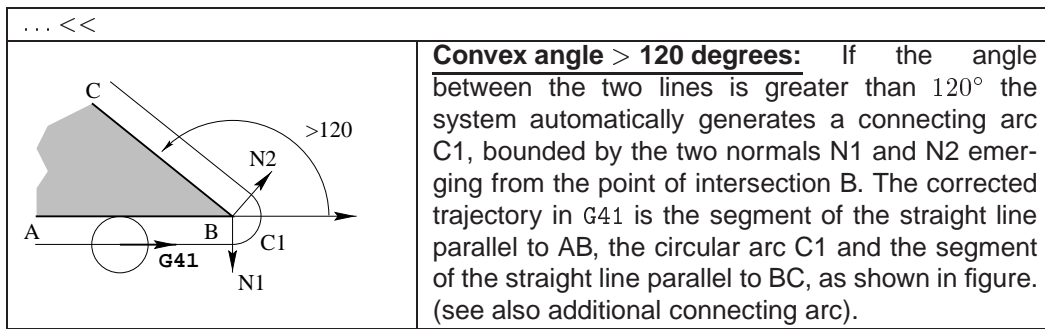 . . . <<
C
>120
N2
A
B
C1
G41
N1
Convex angle > 120 degrees: If the angle
between the two lines is greater than 120° the
system automatically generates a connecting arc
C1, bounded by the two normals N1 and N2 emer-
ging from the point of intersection B. The corrected
trajectory in G41 is the segment of the straight line
parallel to AB, the circular arc C1 and the segment
of the straight line parallel to BC, as shown in figure.
(see also additional connecting arc).